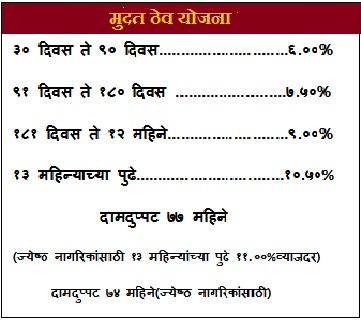 मुदत ठेव योजना
३० दिवस ते ९० दिवस..............................६.००%
९१ दिवस ते १८० दिवस ..........................७.५०%
१८१ दिवस ते १२ महिने............................९.००%
१३ महिन्याच्या पुढे..................................१०.५०%
दामदुप्पट ७७ महिने
(ज्येष्ठ नागरिकांसाठी १३ महिन्यांच्या पुढे ११.००%व्याजदर)
दामदुप्पट ७४ महिने(ज्येष्ठ नागरिकांसाठी)